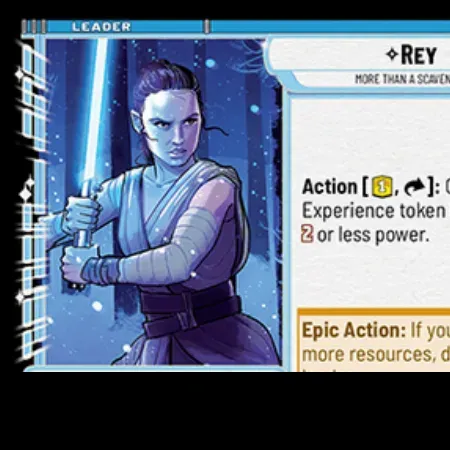 LEADER
REY
MORE THAN A SCAVEN
Action [1, ]: 
Experience token
2 or less power.
Epic Action: If you
more resources, d